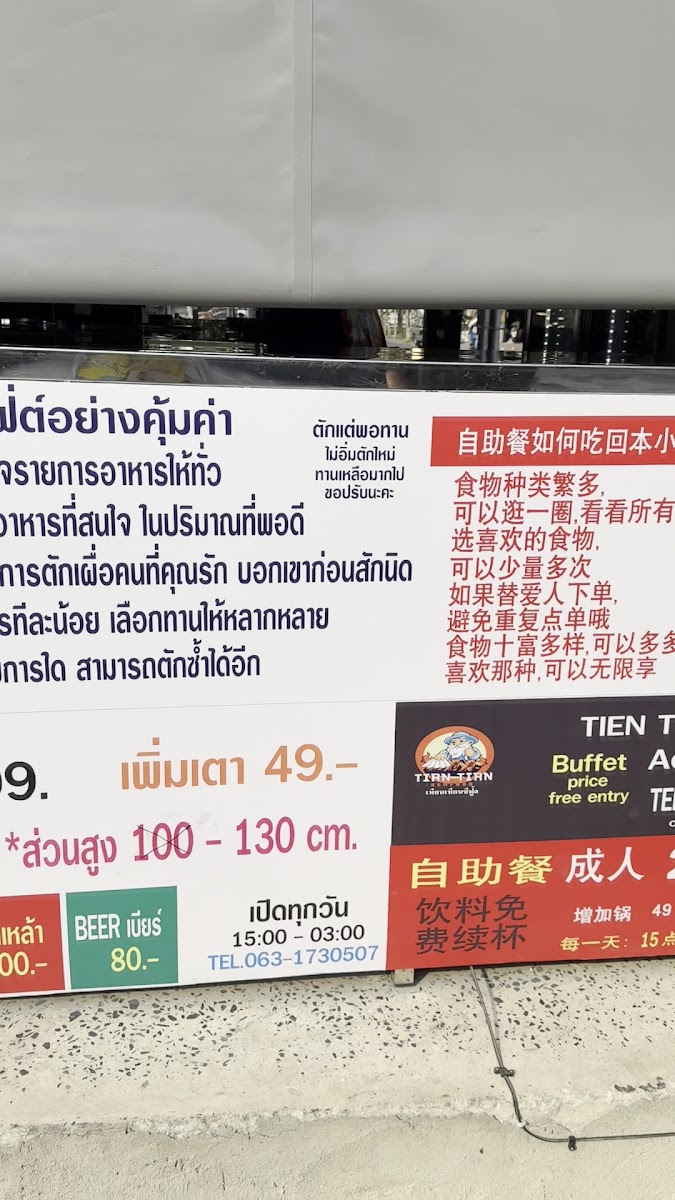 ฟ่ต์อย่างคุ้มค่า
จรายการอาหารให้ทั่ว
อาหารที่สนใจ ในปริมาณที่พอดี
การตักเผื่อคนที่คุณรัก บอกเขาก่อนสักนิด
รทีละน้อย เลือกทานให้หลากหลาย
การใด สามารถตักซ้ำได้อีก
ตักแต่พอทาน
ไม่อิ่มตักใหม่
ทานเหลือมากไป
ขอปรับนะคะ
自助餐如何吃回本小
食物种类繁多,
可以逛一圈,看看所有
选喜欢的食物,
可以少量多次
如果替爱人下单,
避免重复点单哦
食物十富多样,可以多多
喜欢那种,可以无限享
99.
เพิ่มเตา 49.-
*ส่วนสูง 100 - 130 cm.
เหล้า
00.-
BEER เบียร์
80.-
เปิดทุกวัน
15:00 - 03:00
TEL.063-1730507
TIAN TIAN
เทียนเทียนซีฟู้ด
TIEN T
Buffet
price
free entry
TE
自助餐 成人 2
饮料免
费续杯
增加锅 49
每一天: 15点